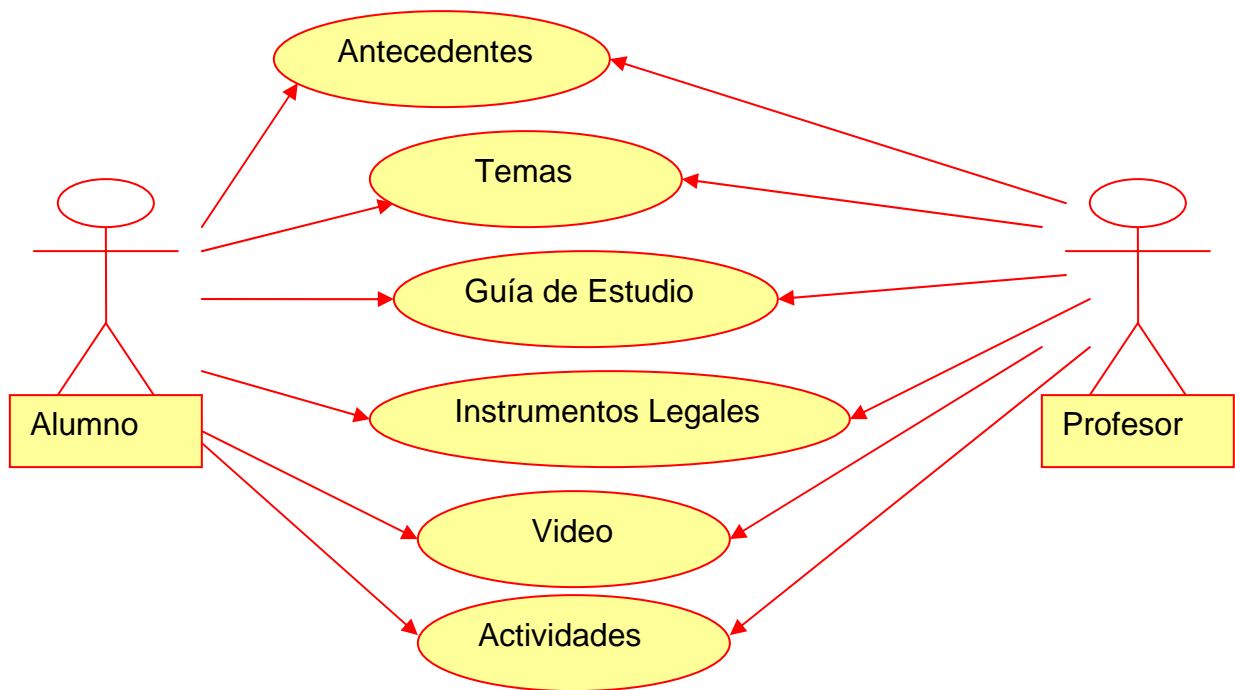 Antecedentes
Temas
Guía de Estudio
Instrumentos Legales
Alumno
Profesor
Video
Actividades